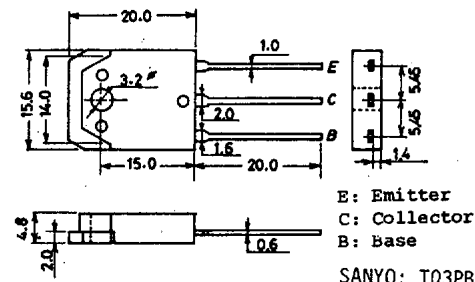 20.0
1.0
E
3.2ø
C
15.6
14.0
5.45
5.45
2.0
B
1.6
15.0
20.0
1.4
4.8
2.0
0.6
E: Emitter
C: Collector
B: Base
SANYO: TO3PB